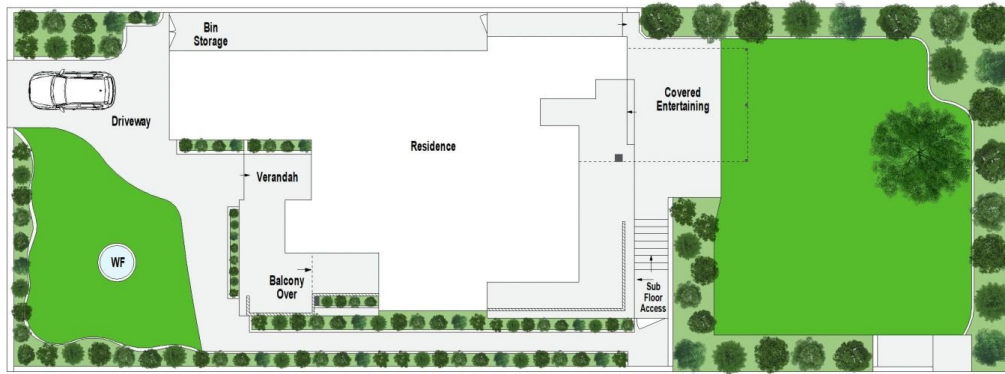 Bin
Storage
Driveway
Residence
Covered
Entertaining
Verandah
WF
Balcony
Over
Sub
Floor
Access